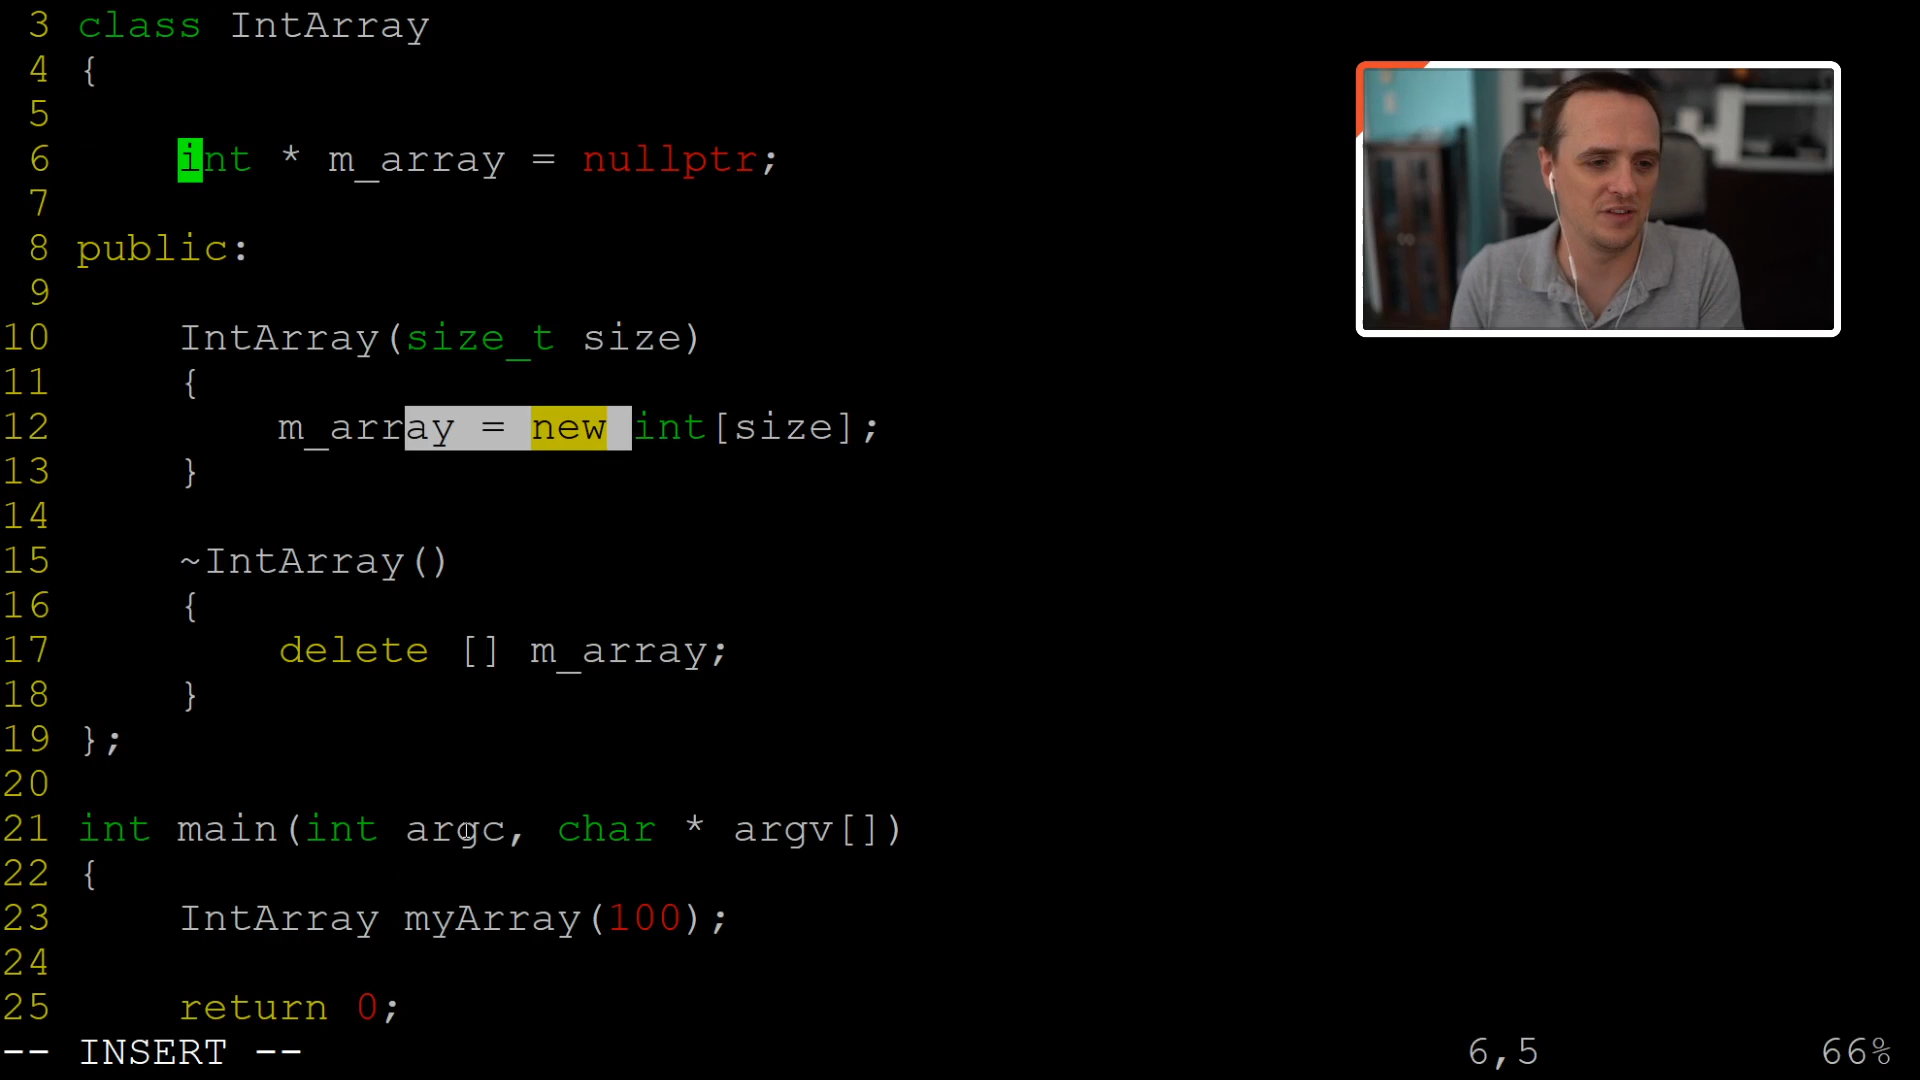 3 class IntArray
4 {
5
6 int * m_array = nullptr;
7
8 public:
9
10 IntArray(size_t size)
11 {
12 m_array = new int[size];
13 }
14
15 ~IntArray()
16 {
17 delete [] m_array;
18 }
19 };
20
21 int main(int argc, char * argv[])
22 {
23 IntArray myArray(100);
24
25 return 0;
-- INSERT -- 6,5 66%